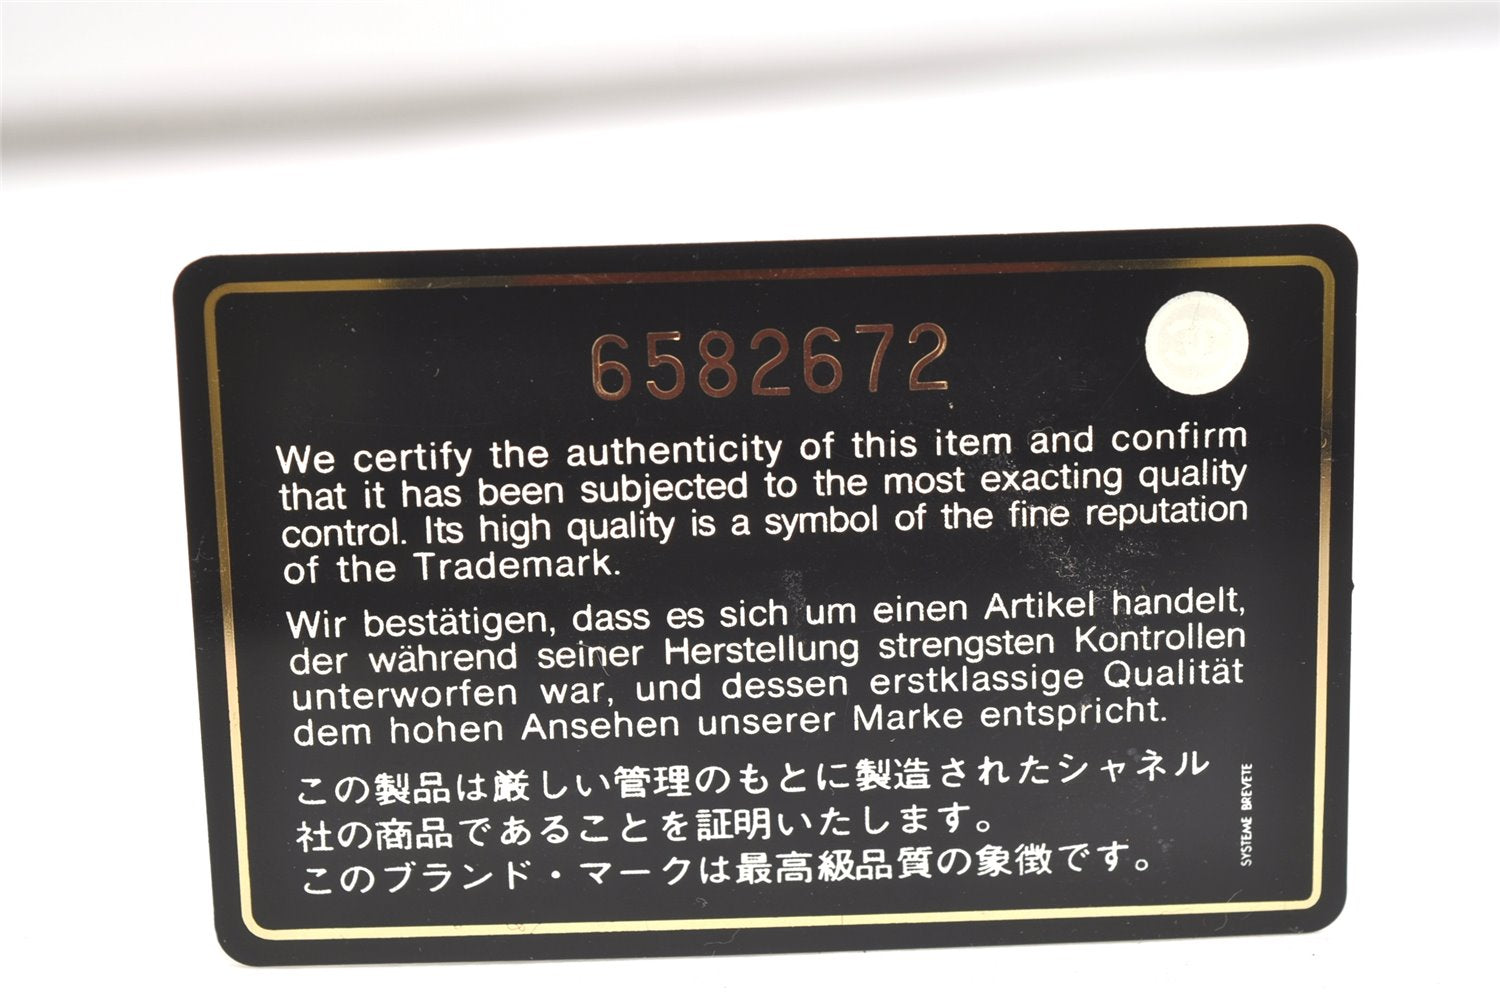 6582672
We certify the authenticity of this item and confirm
that it has been subjected to the most exacting quality
control. Its high quality is a symbol of the fine reputation
of the Trademark.
Wir bestätigen, dass es sich um einen Artikel handelt,
der während seiner Herstellung strengsten Kontrollen
unterworfen war, und dessen erstklassige Qualität
dem hohen Ansehen unserer Marke entspricht.
この製品は厳しい管理のもとに製造されたシャネル
社の商品であることを証明いたします。
このブランド・マークは最高級品質の象徴です。
SYSTEME BREVETE